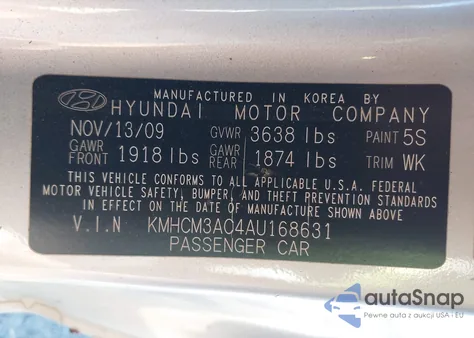 MANUFACTURED IN KOREA BY
HYUNDAI MOTOR COMPANY
NOV/13/09 GVWR 3638 lbs PAINT 5S
GAWR FRONT 1918 lbs GAWR REAR 1874 lbs TRIM WK
THIS VEHICLE CONFORMS TO ALL APPLICABLE U.S.A. FEDERAL
MOTOR VEHICLE SAFETY, BUMPER, AND THEFT PREVENTION STANDARDS
IN EFFECT ON THE DATE OF MANUFACTURE SHOWN ABOVE.
V.I.N KMHCM3AC4AU168631
PASSENGER CAR
autoSnap
Pewne aukcje z USA i EU